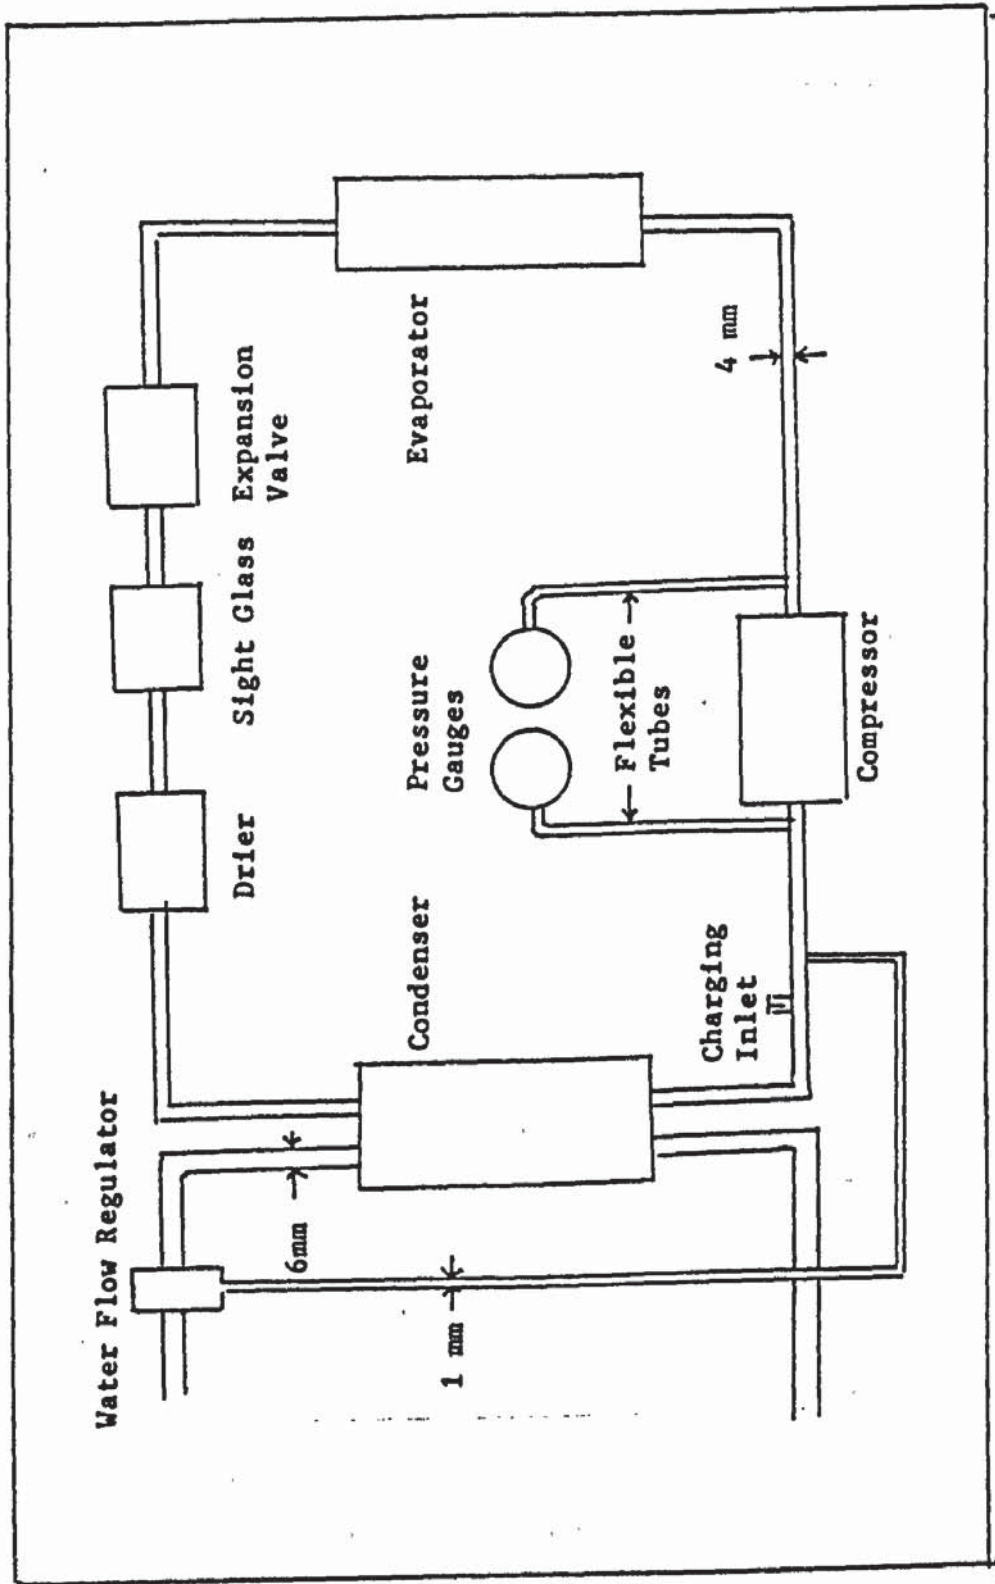 Water Flow Regulator
6mm
1 mm
Drier
Sight Glass
Expansion
Valve
Condenser
Pressure
Gauges
Evaporator
Flexible
Tubes
4 mm
Charging
Inlet
Compressor